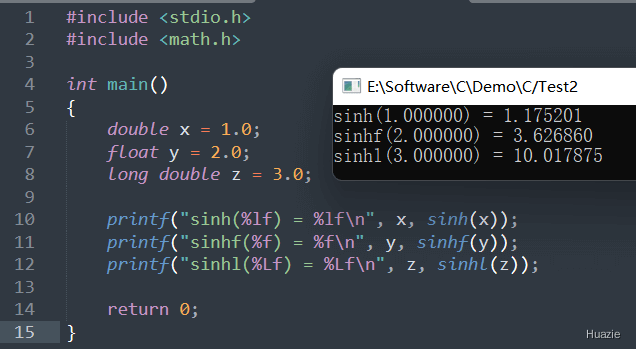 1 #include <stdio.h>
2 #include <math.h>
3
4 int main()
5 {
6 double x = 1.0;
7 float y = 2.0;
8 long double z = 3.0;
9
10 printf("sinh(%lf) = %lf\n", x, sinh(x));
11 printf("sinhf(%f) = %f\n", y, sinhf(y));
12 printf("sinhl(%Lf) = %Lf\n", z, sinhl(z));
13
14 return 0;
15 }
E:\Software\C\Demo\C/Test2
sinh(1.000000) = 1.175201
sinhf(2.000000) = 3.626860
sinhl(3.000000) = 10.017875
Huazie